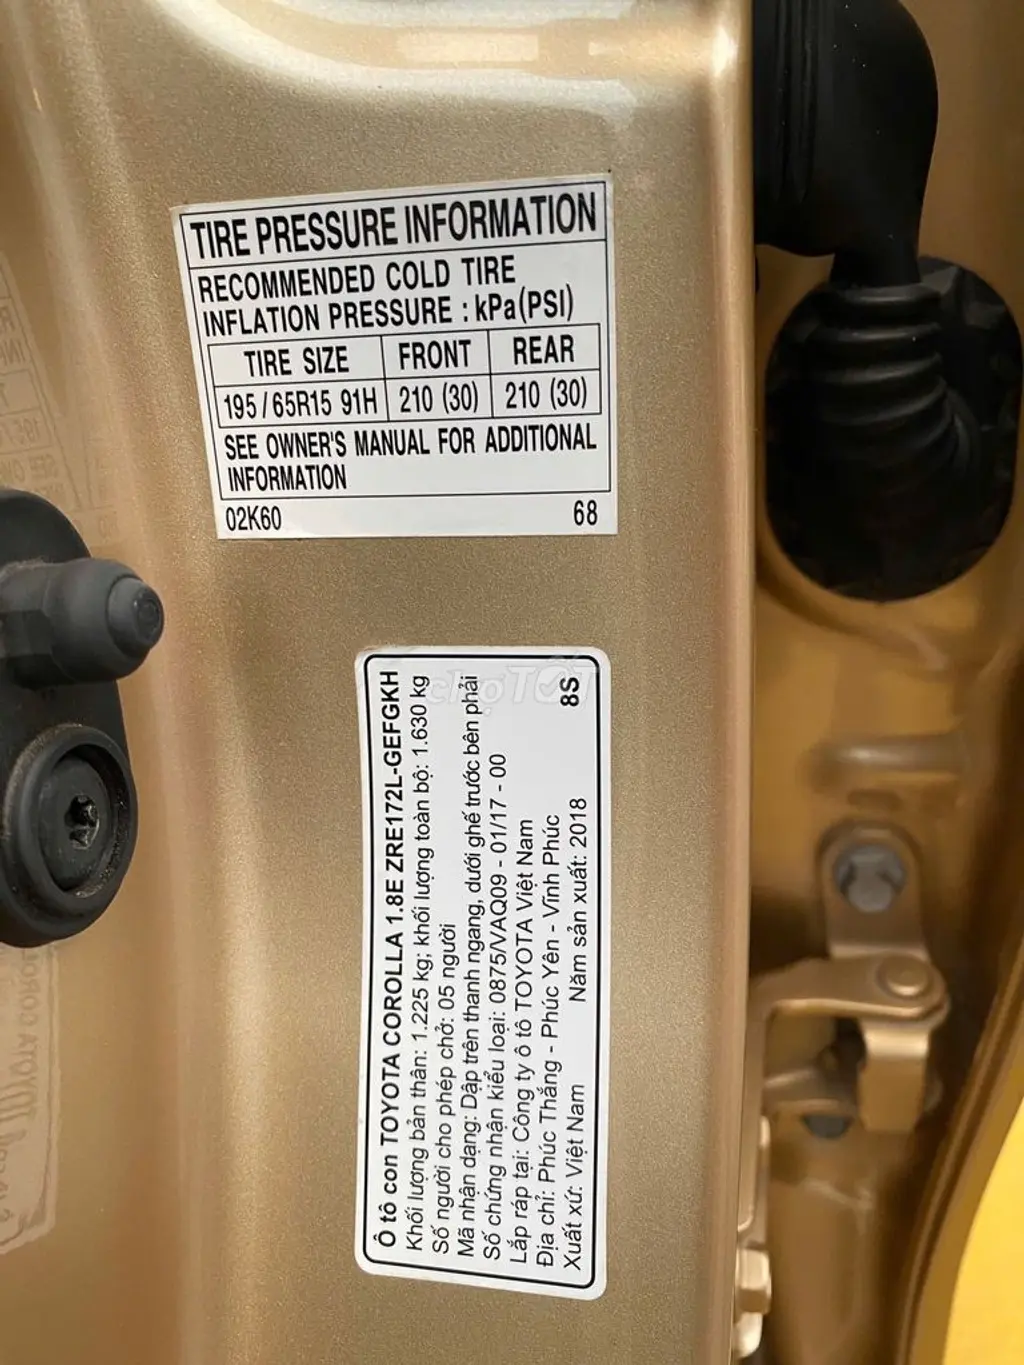 TIRE PRESSURE INFORMATION
RECOMMENDED COLD TIRE
INFLATION PRESSURE : kPa(PSI)
TIRE SIZE FRONT REAR
195/65R15 91H 210 (30) 210 (30)
SEE OWNER'S MANUAL FOR ADDITIONAL
INFORMATION
02K60 68
chợTỐT
Ô tô con TOYOTA COROLLA 1.8E ZRE172L-GEFGKH
Khối lượng bản thân: 1.225 kg; khối lượng toàn bộ: 1.630 kg
Số người cho phép chở: 05 người
Mã nhận dạng: Dập trên thanh ngang, dưới ghế trước bên phải
Số chứng nhận kiểu loại: 0875/VAQ09 - 01/17 - 00
Lắp ráp tại: Công ty ô tô TOYOTA Việt Nam
Địa chỉ: Phúc Thắng - Phúc Yên - Vĩnh Phúc
Xuất xứ: Việt Nam Năm sản xuất: 2018 8S